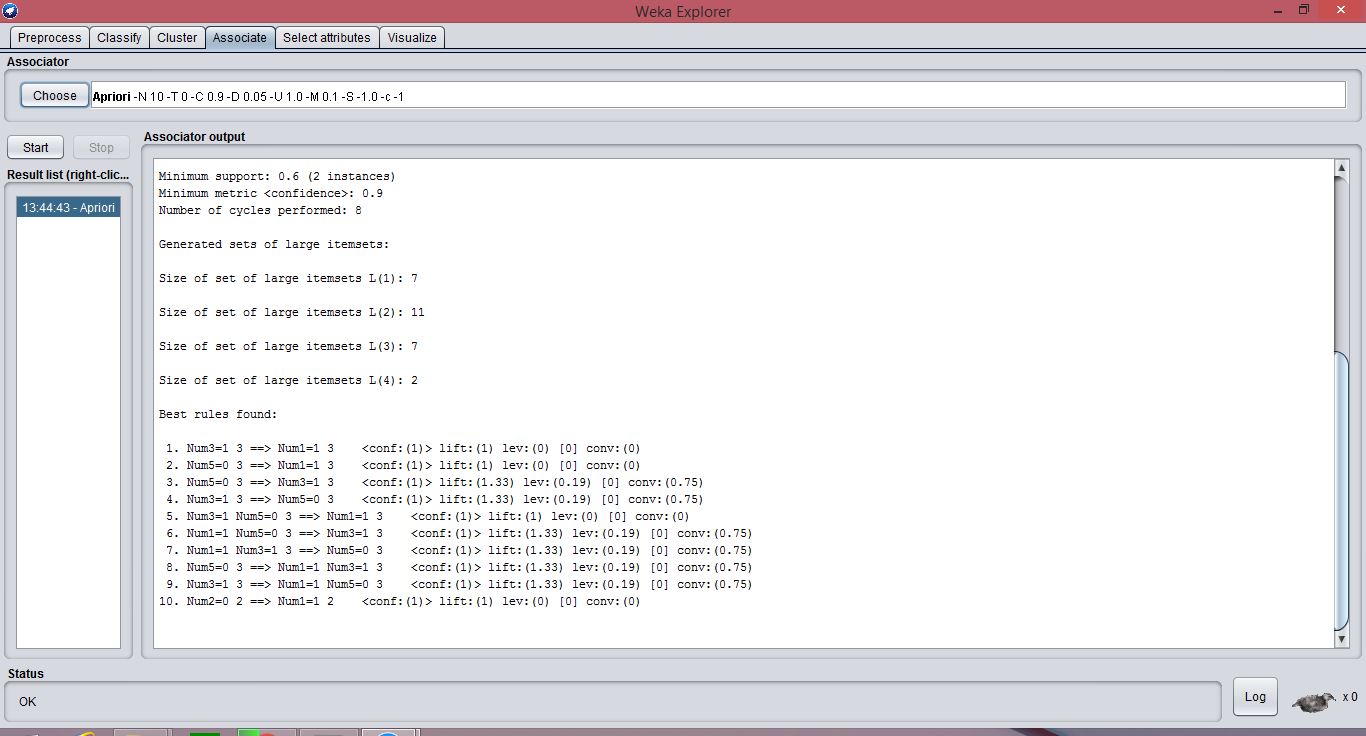 Weka Explorer
Preprocess Classify Cluster Associate Select attributes Visualize
Associator
Choose Apriori -N 10 -T 0 -C 0.9 -D 0.05 -U 1.0 -M 0.1 -S -1.0 -c -1
Start Stop
Associator output
Result list (right-clic...
13:44:43 - Apriori
Minimum support: 0.6 (2 instances)
Minimum metric <confidence>: 0.9
Number of cycles performed: 8
Generated sets of large itemsets:
Size of set of large itemsets L(1): 7
Size of set of large itemsets L(2): 11
Size of set of large itemsets L(3): 7
Size of set of large itemsets L(4): 2
Best rules found:
1. Num3=1 3 ==> Num1=1 3 <conf:(1)> lift:(1) lev:(0) [0] conv:(0)
2. Num5=0 3 ==> Num1=1 3 <conf:(1)> lift:(1) lev:(0) [0] conv:(0)
3. Num5=0 3 ==> Num3=1 3 <conf:(1)> lift:(1.33) lev:(0.19) [0] conv:(0.75)
4. Num3=1 3 ==> Num5=0 3 <conf:(1)> lift:(1.33) lev:(0.19) [0] conv:(0.75)
5. Num3=1 Num5=0 3 ==> Num1=1 3 <conf:(1)> lift:(1) lev:(0) [0] conv:(0)
6. Num1=1 Num5=0 3 ==> Num3=1 3 <conf:(1)> lift:(1.33) lev:(0.19) [0] conv:(0.75)
7. Num1=1 Num3=1 3 ==> Num5=0 3 <conf:(1)> lift:(1.33) lev:(0.19) [0] conv:(0.75)
8. Num5=0 3 ==> Num1=1 Num3=1 3 <conf:(1)> lift:(1.33) lev:(0.19) [0] conv:(0.75)
9. Num3=1 3 ==> Num1=1 Num5=0 3 <conf:(1)> lift:(1.33) lev:(0.19) [0] conv:(0.75)
10. Num2=0 2 ==> Num1=1 2 <conf:(1)> lift:(1) lev:(0) [0] conv:(0)
Status
OK
Log x 0